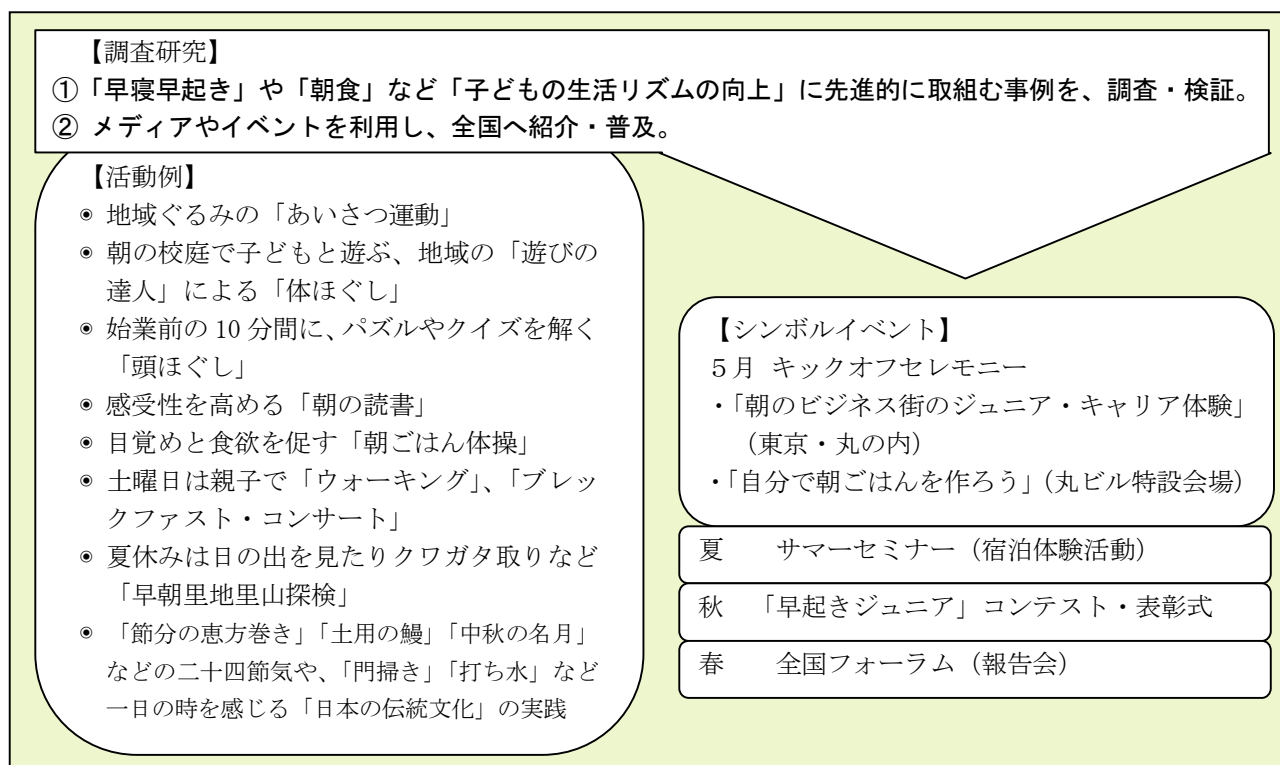 【調査研究】
①「早寝早起き」や「朝食」など「子どもの生活リズムの向上」に先進的に取組む事例を、調査・検証。
② メディアやイベントを利用し、全国へ紹介・普及。
【活動例】
◉ 地域ぐるみの「あいさつ運動」
◉ 朝の校庭で子どもと遊ぶ、地域の「遊びの
達人」による「体ほぐし」
◉ 始業前の 10 分間に、パズルやクイズを解く
「頭ほぐし」
◉ 感受性を高める「朝の読書」
◉ 目覚めと食欲を促す「朝ごはん体操」
◉ 土曜日は親子で「ウォーキング」、「ブレッ
クファスト・コンサート」
◉ 夏休みは日の出を見たりクワガタ取りなど
「早朝里地里山探検」
◉ 「節分の恵方巻き」「土用の鰻」「中秋の名月」
などの二十四節気や、「門掃き」「打ち水」など
一日の時を感じる「日本の伝統文化」の実践
【シンボルイベント】
5月 キックオフセレモニー
・「朝のビジネス街のジュニア・キャリア体験」
（東京・丸の内）
・「自分で朝ごはんを作ろう」（丸ビル特設会場）
夏　　サマーセミナー（宿泊体験活動）
秋　「早起きジュニア」コンテスト・表彰式
春　　全国フォーラム（報告会）